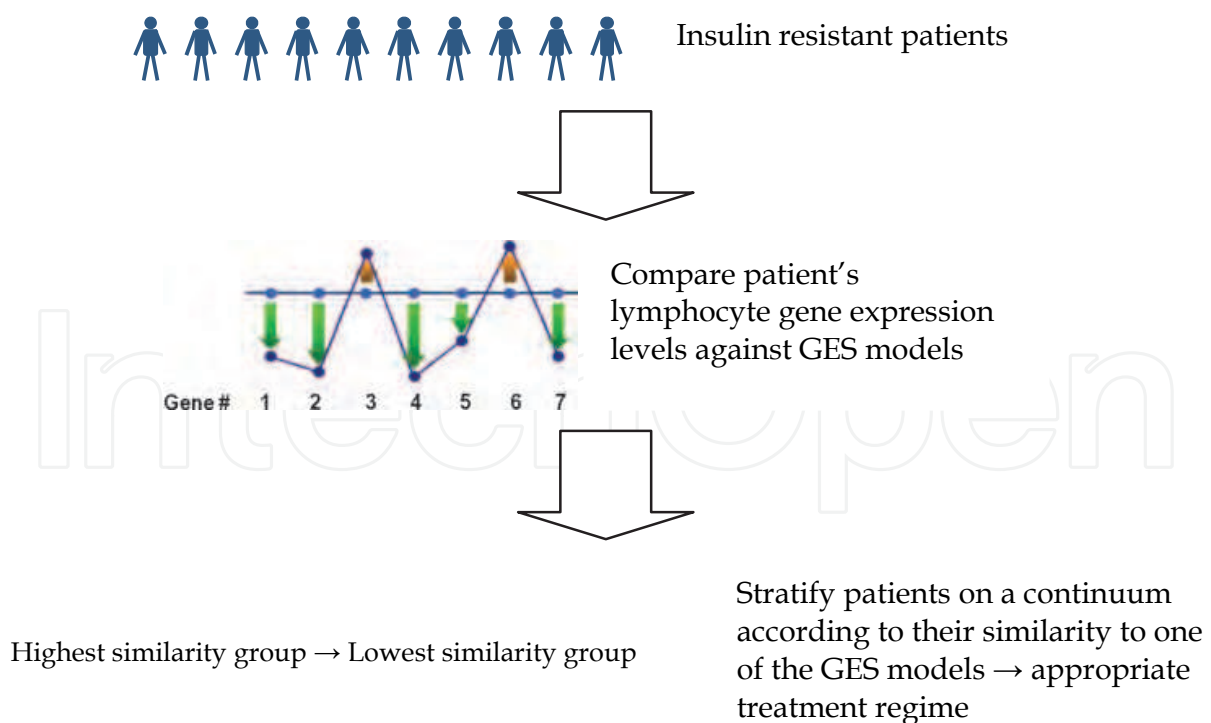 Insulin resistant patients
Compare patient's
lymphocyte gene expression
levels against GES models
Gene # 1 2 3 4 5 6 7
IntechOpen
Highest similarity group → Lowest similarity group
Stratify patients on a continuum
according to their similarity to one
of the GES models → appropriate
treatment regime